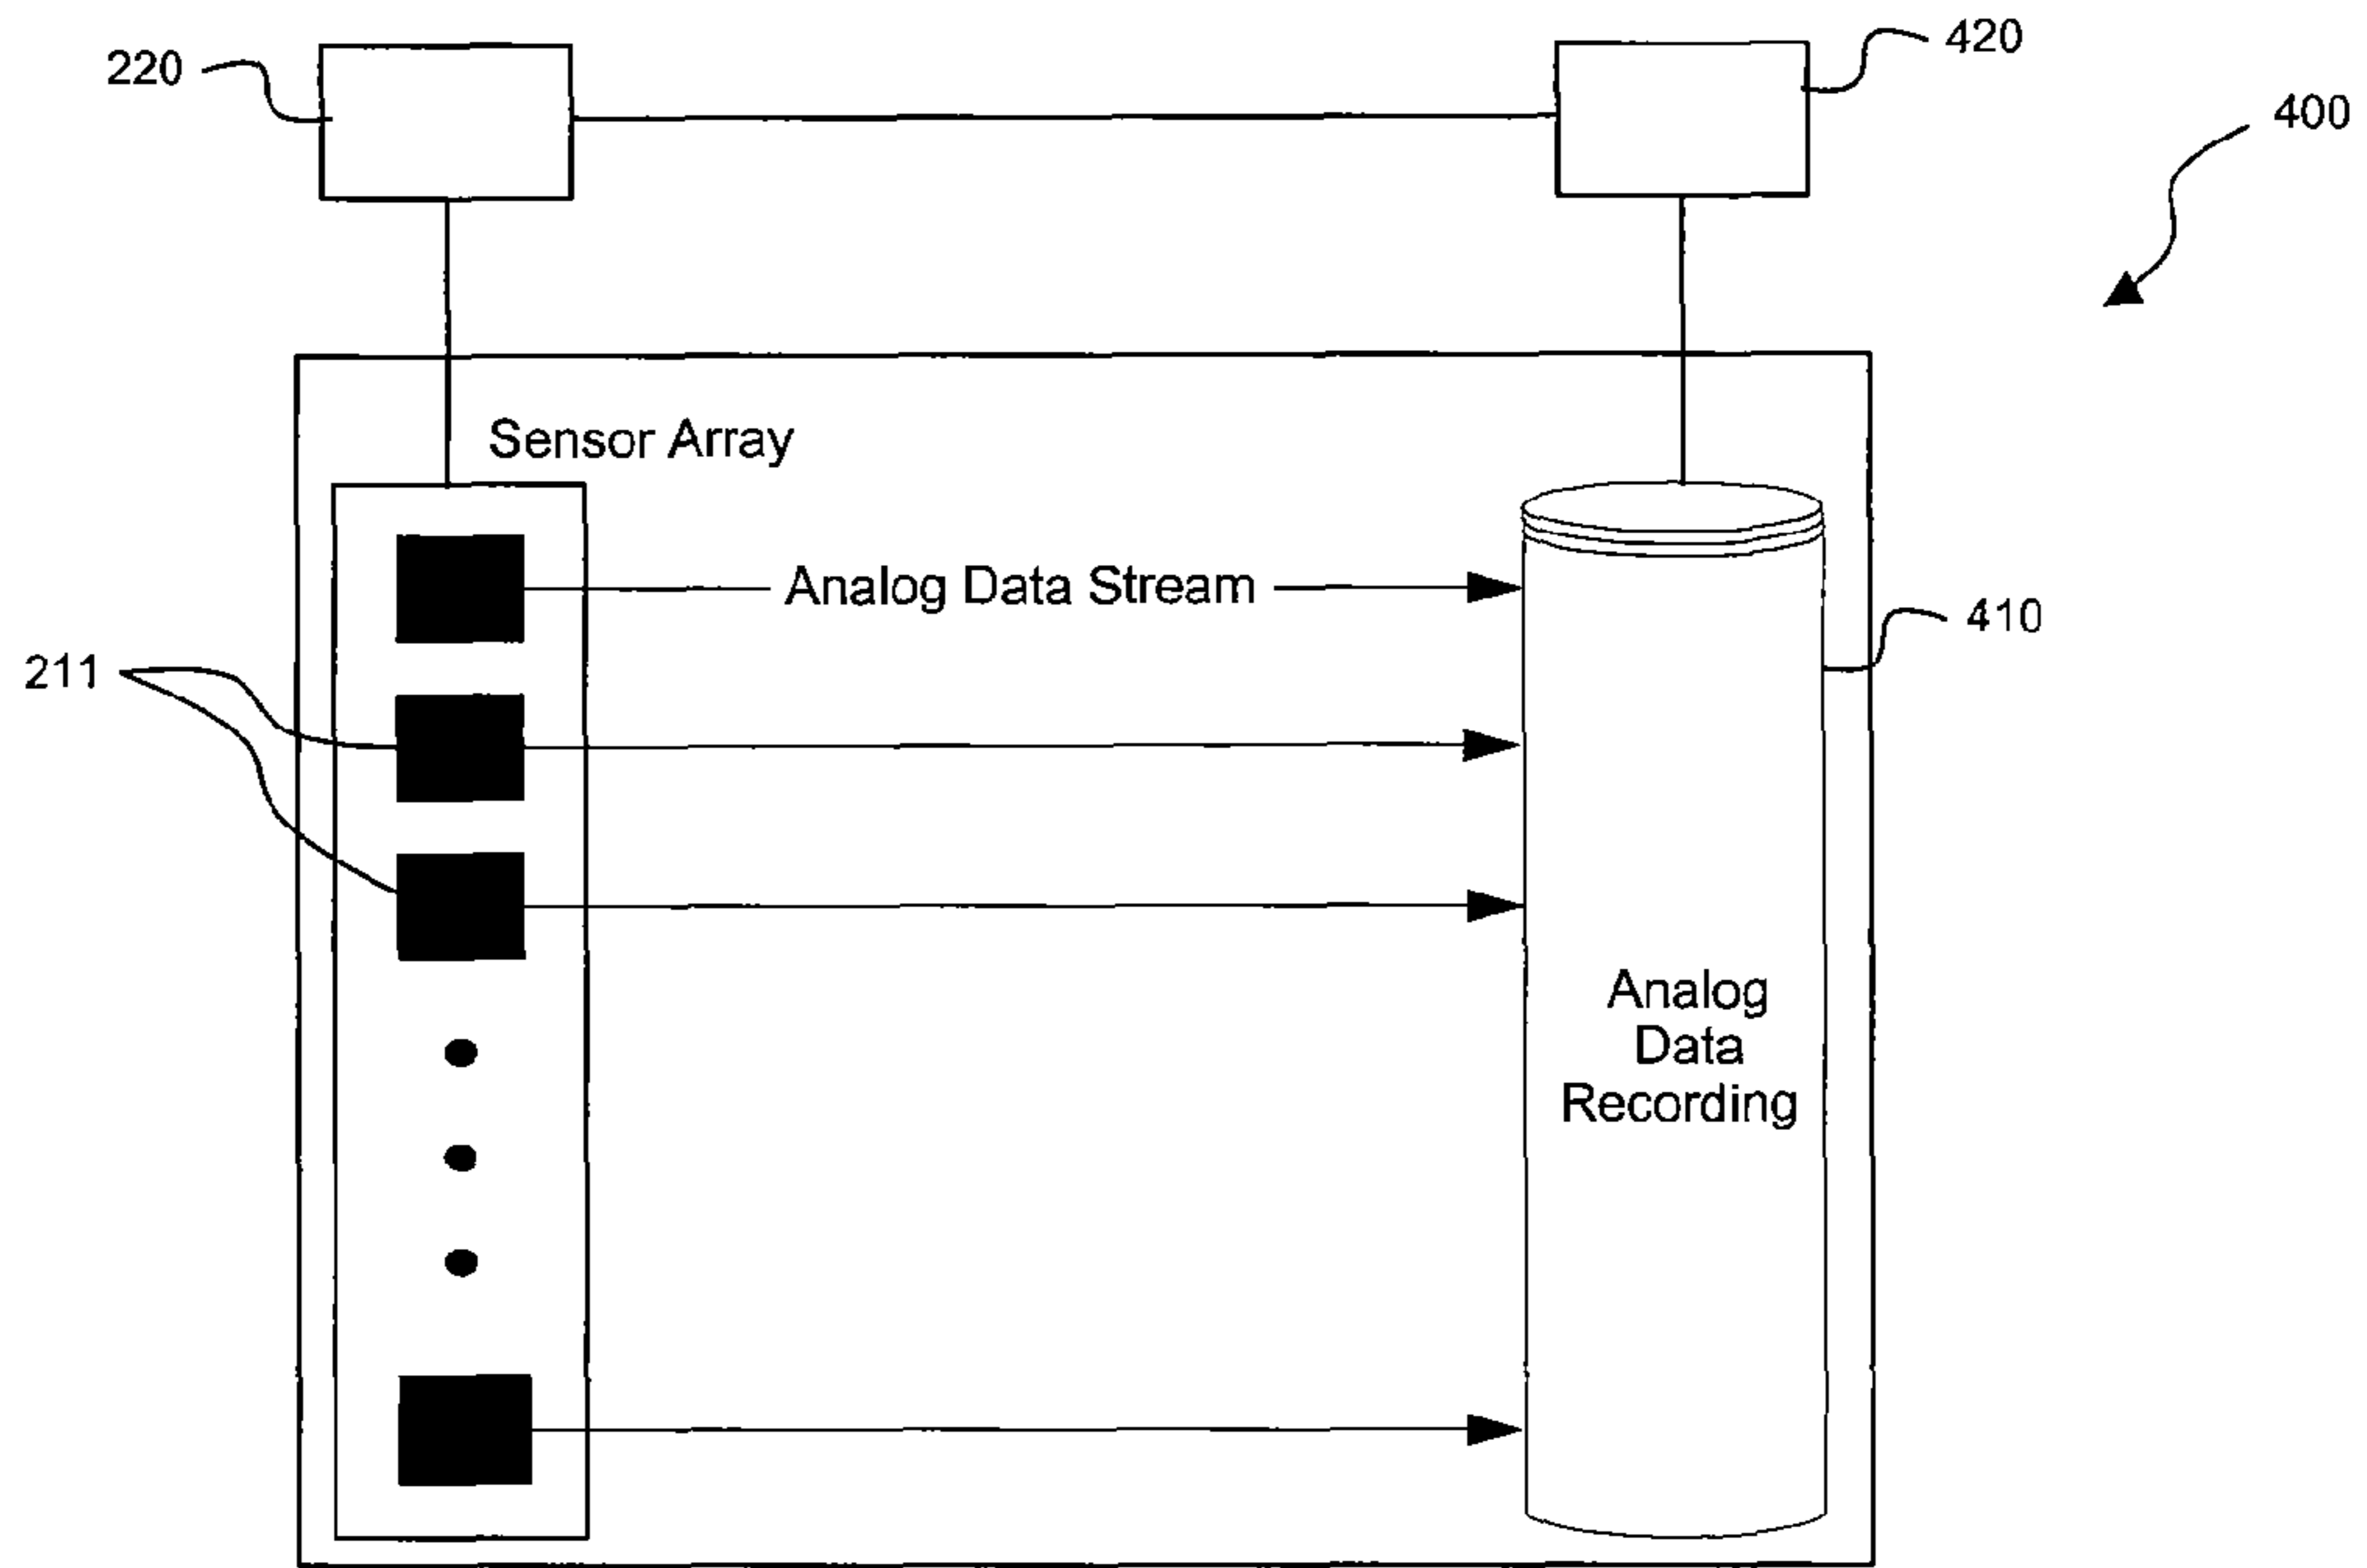 220
420
400
Sensor Array
Analog Data Stream
410
211
Analog
Data
Recording